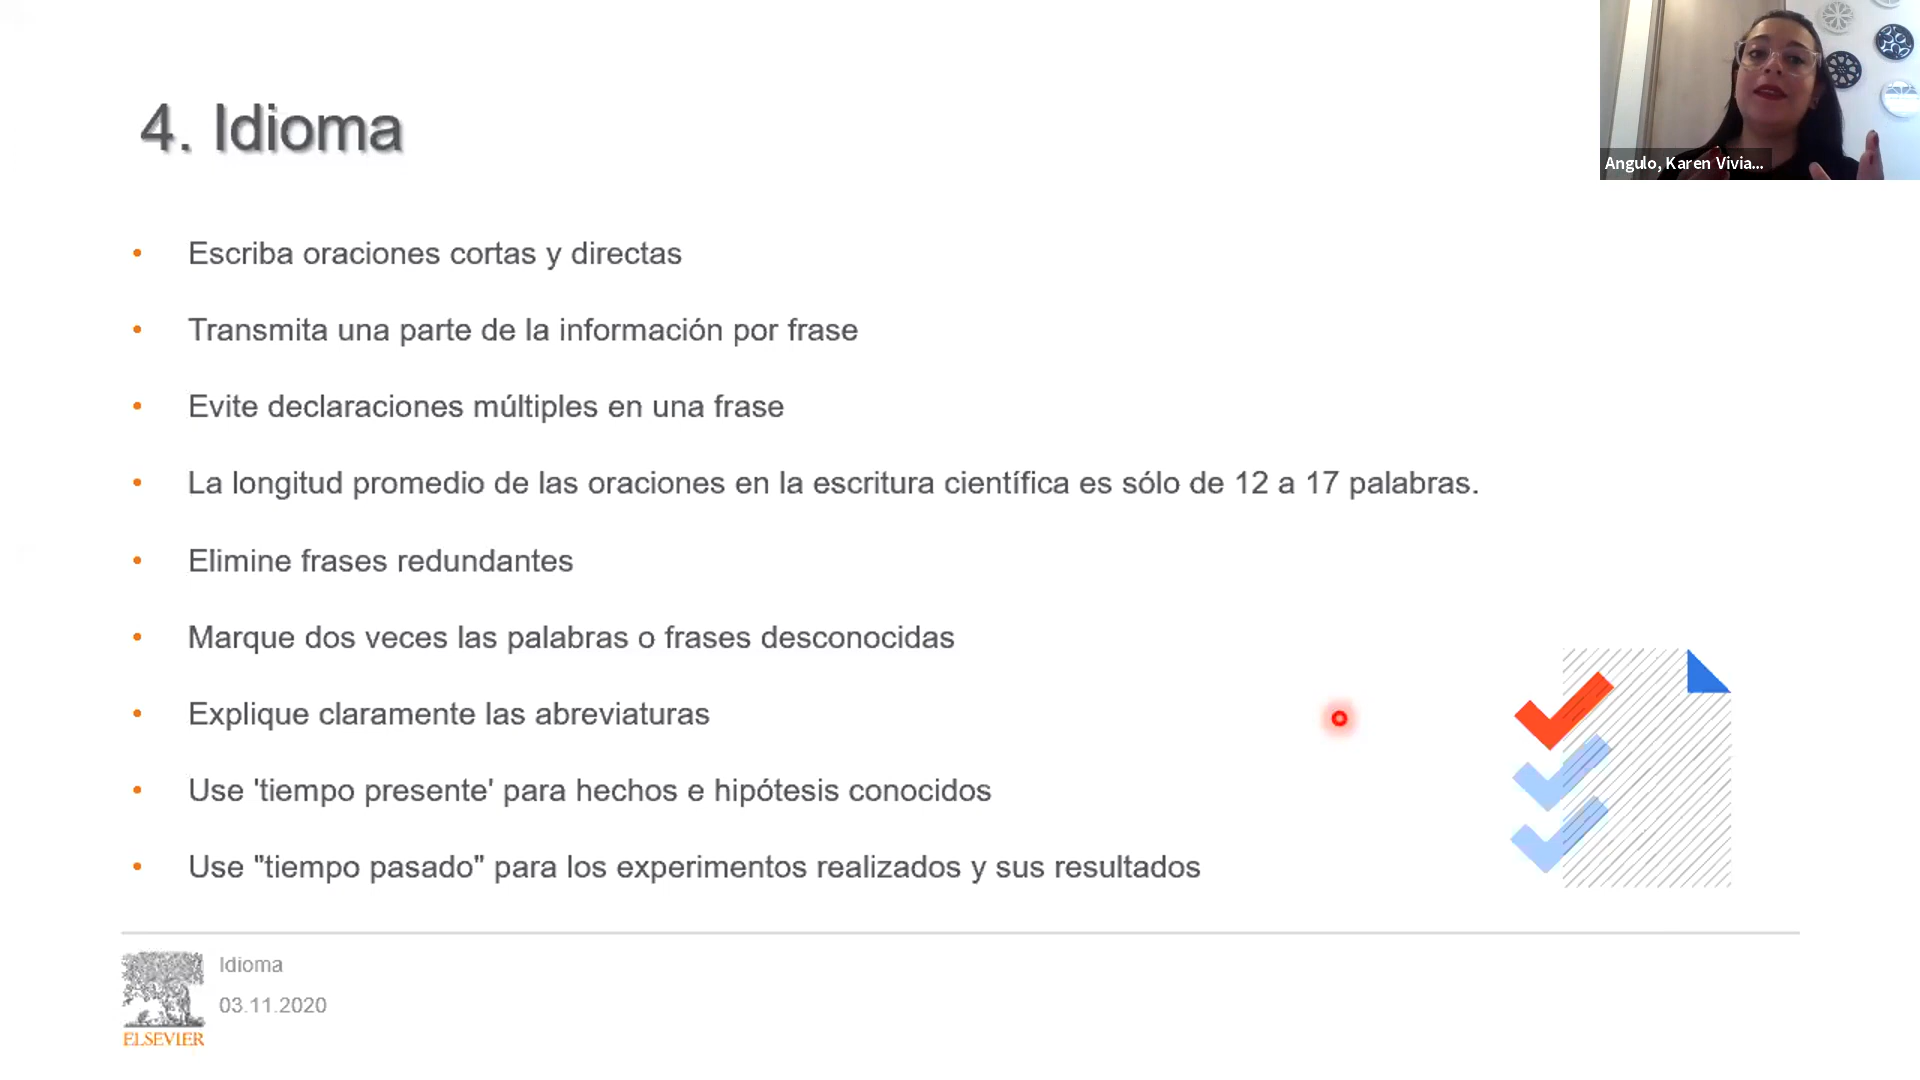 4. Idioma
Angulo, Karen Vivia...
• Escriba oraciones cortas y directas
• Transmita una parte de la información por frase
• Evite declaraciones múltiples en una frase
• La longitud promedio de las oraciones en la escritura científica es sólo de 12 a 17 palabras.
• Elimine frases redundantes
• Marque dos veces las palabras o frases desconocidas
• Explique claramente las abreviaturas
• Use 'tiempo presente' para hechos e hipótesis conocidos
• Use "tiempo pasado" para los experimentos realizados y sus resultados
Idioma
03.11.2020
ELSEVIER